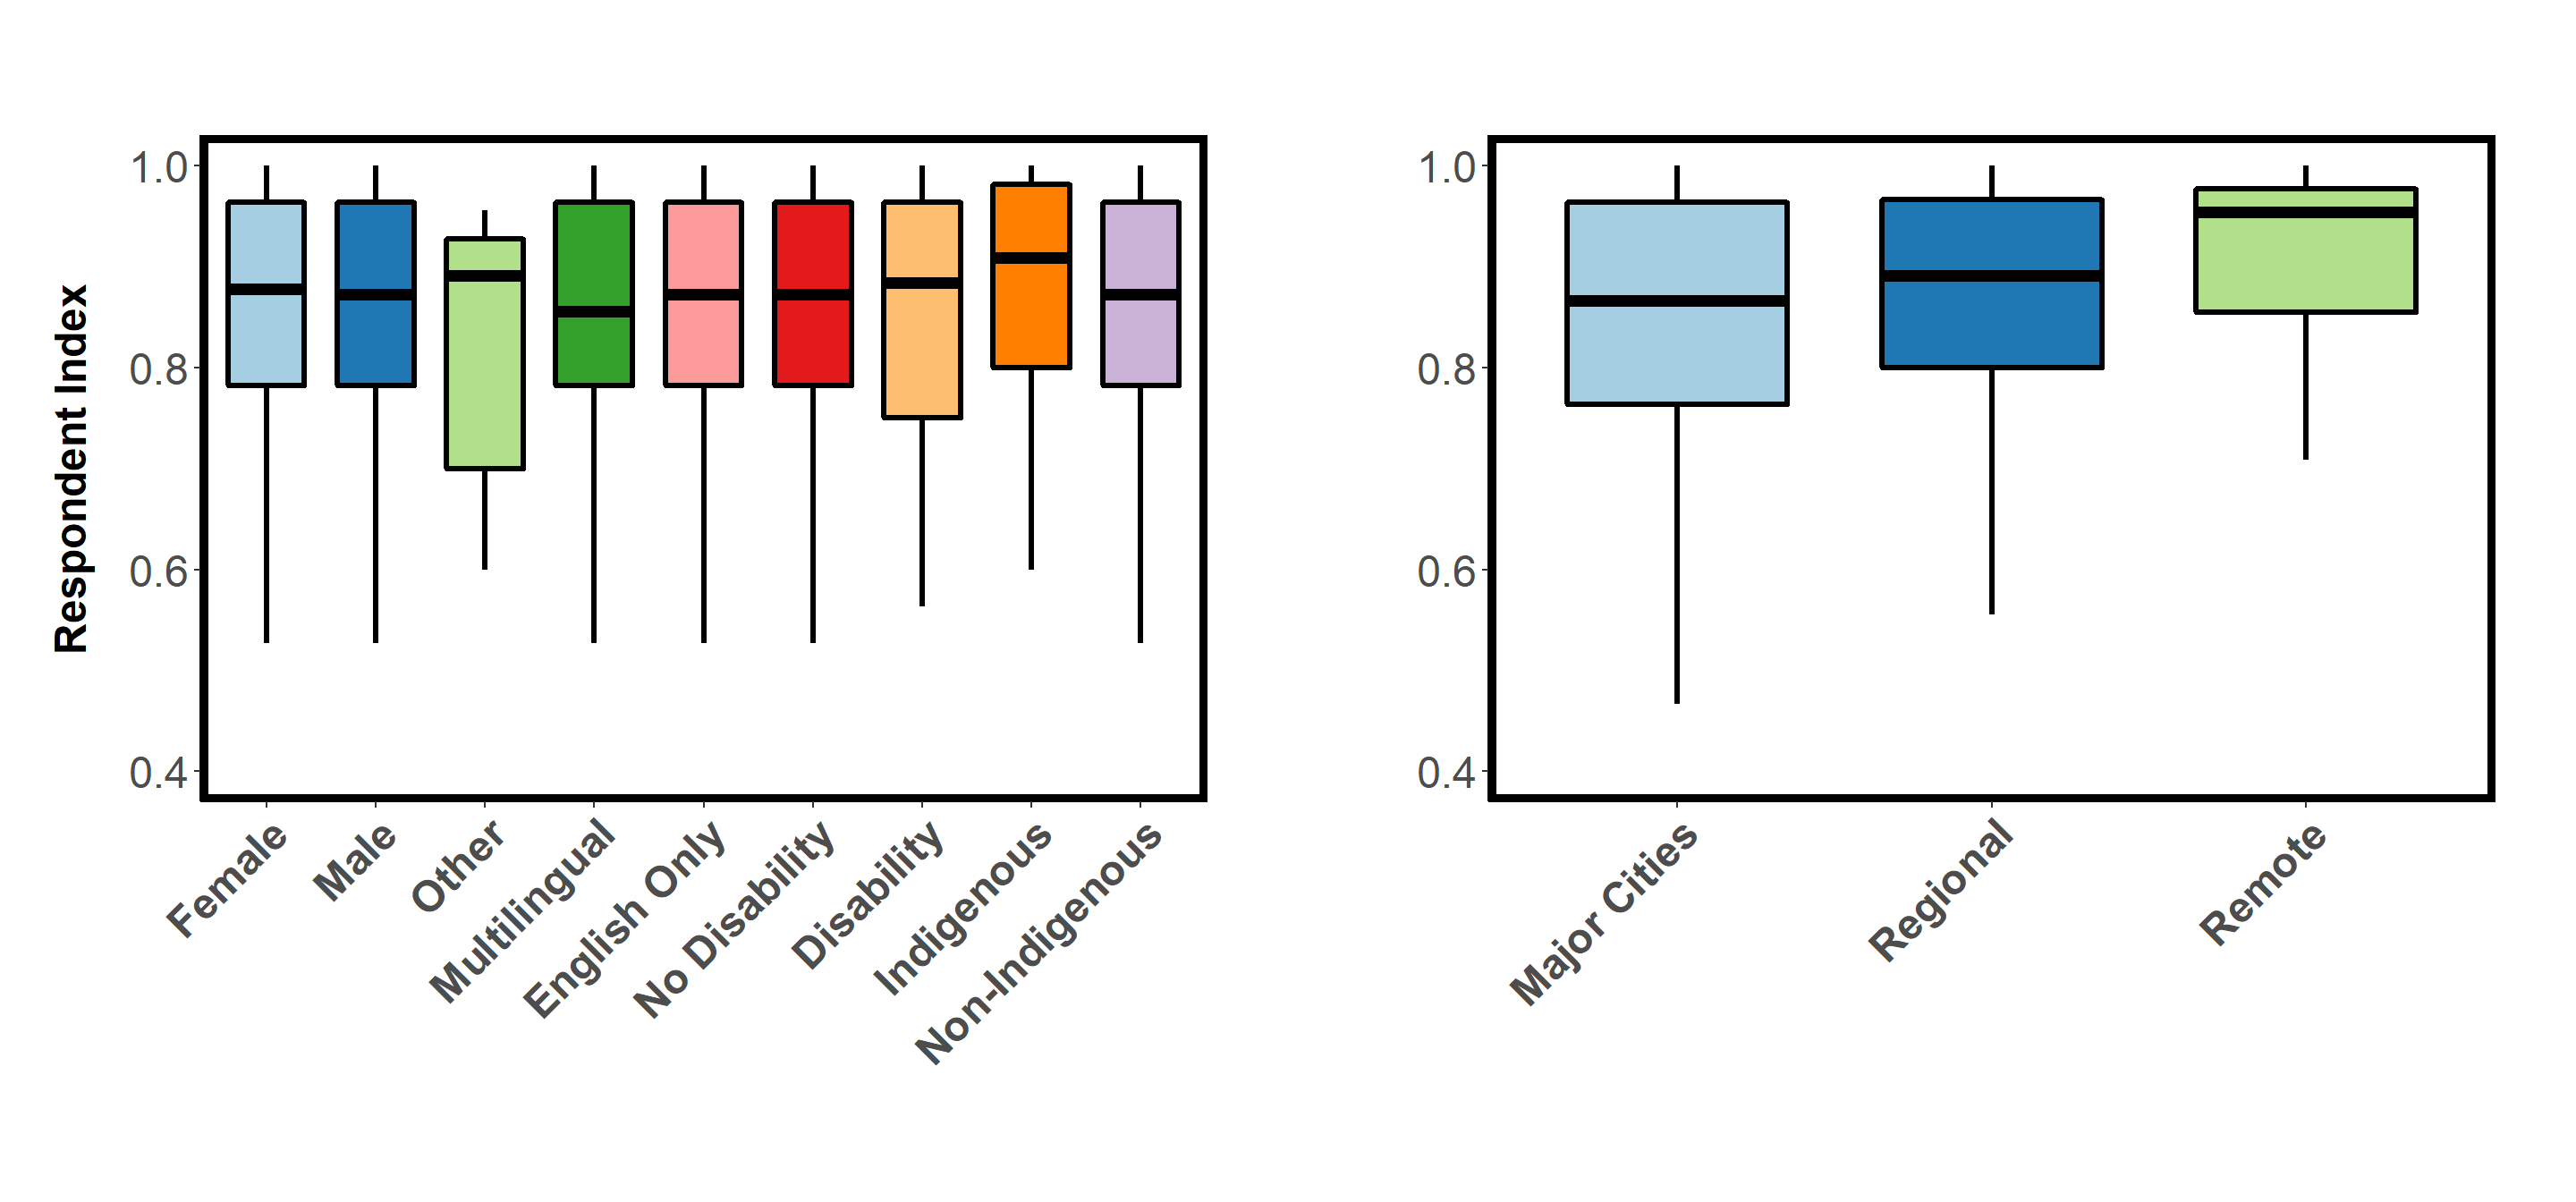 Respondent Index
1.0
0.8
0.6
0.4
Female
Male
Other
Multilingual
English Only
No Disability
Disability
Indigenous
Non-Indigenous
1.0
0.8
0.6
0.4
Major Cities
Regional
Remote